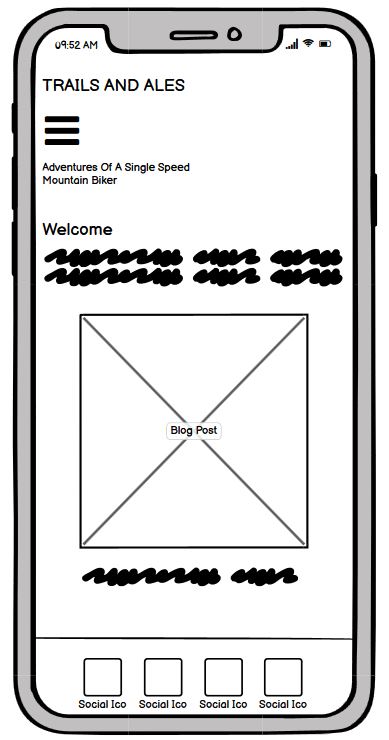 09:52 AM
TRAILS AND ALES
Adventures Of A Single Speed
Mountain Biker
Welcome
Blog Post
Social Ico
Social Ico
Social Ico
Social Ico